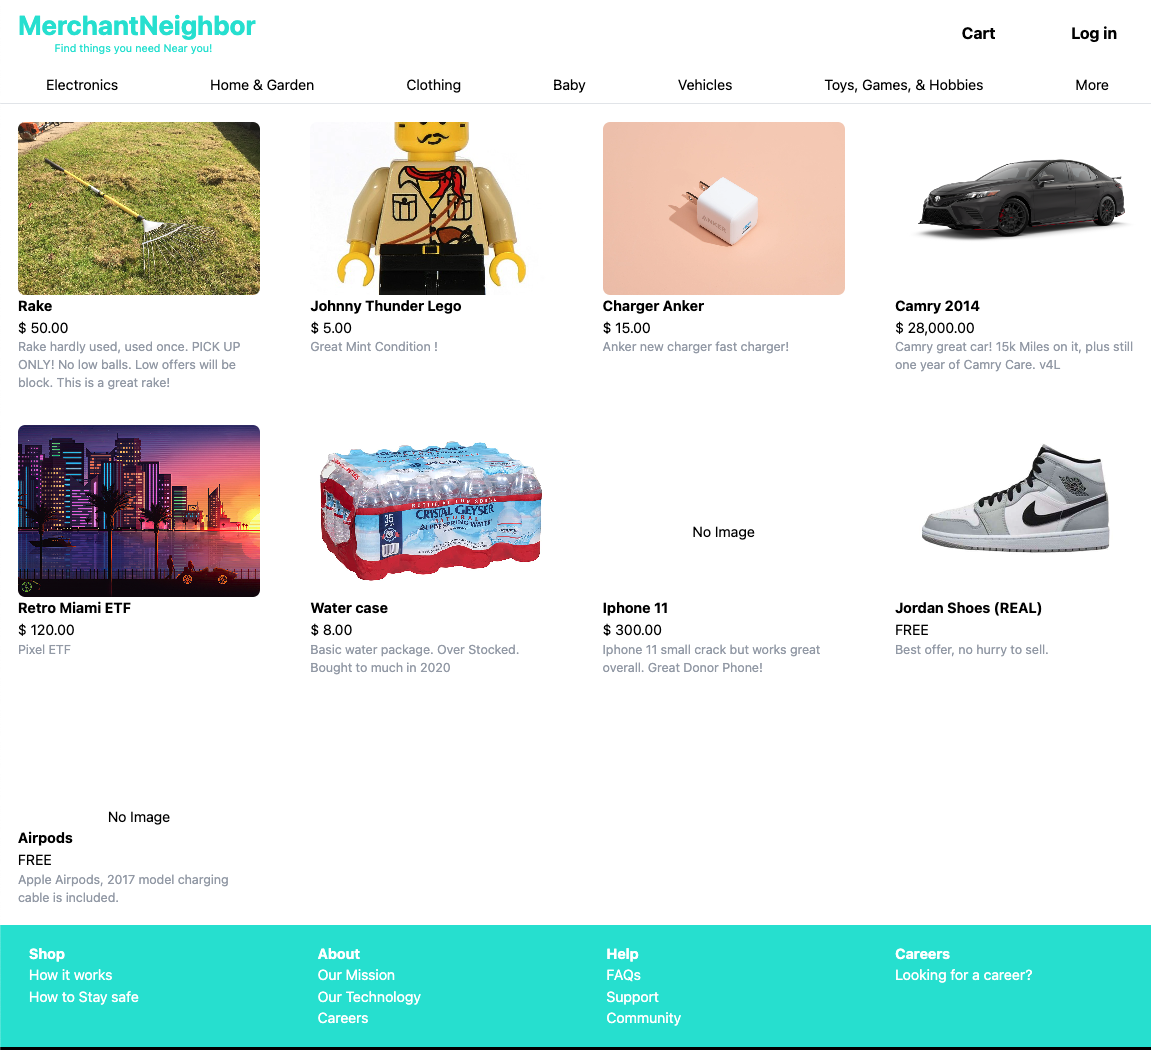 MerchantNeighbor
Find things you need Near you!
Cart
Log in
Electronics
Home & Garden
Clothing
Baby
Vehicles
Toys, Games, & Hobbies
More
ANKER
Rake
$ 50.00
Rake hardly used, used once. PICK UP
ONLY! No low balls. Low offers will be
block. This is a great rake!
Johnny Thunder Lego
$ 5.00
Great Mint Condition !
Charger Anker
$ 15.00
Anker new charger fast charger!
Camry 2014
$ 28,000.00
Camry great car! 15k Miles on it, plus still
one year of Camry Care. v4L
CRYSTAL GEYSER
NATURAL
ALPINE SPRING WATER
35
No Image
Retro Miami ETF
$ 120.00
Pixel ETF
Water case
$ 8.00
Basic water package. Over Stocked.
Bought to much in 2020
Iphone 11
$ 300.00
Iphone 11 small crack but works great
overall. Great Donor Phone!
Jordan Shoes (REAL)
FREE
Best offer, no hurry to sell.
No Image
Airpods
FREE
Apple Airpods, 2017 model charging
cable is included.
Shop
How it works
How to Stay safe
About
Our Mission
Our Technology
Careers
Help
FAQs
Support
Community
Careers
Looking for a career?